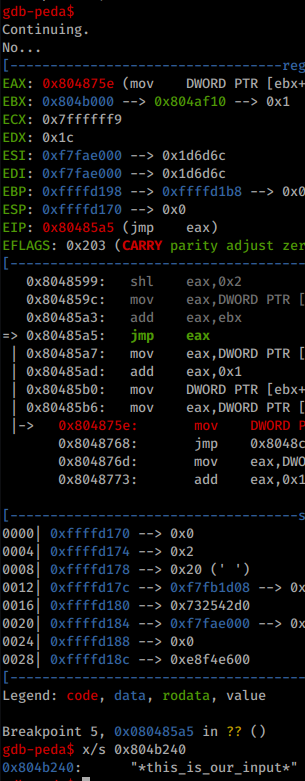 gdb-peda$
Continuing.
No...
[----------------------------------reg
EAX: 0x804875e (mov    DWORD PTR [ebx+
EBX: 0x804b000 --> 0x804af10 --> 0x1
ECX: 0x7ffffff9
EDX: 0x1c
ESI: 0xf7fae000 --> 0x1d6d6c
EDI: 0xf7fae000 --> 0x1d6d6c
EBP: 0xffffd198 --> 0xffffd1b8 --> 0x0
ESP: 0xffffd170 --> 0x0
EIP: 0x80485a5 (jmp    eax)
EFLAGS: 0x203 (CARRY parity adjust zer
[-------------------------------------
   0x8048599:   shl    eax,0x2
   0x804859c:   mov    eax,DWORD PTR [
   0x80485a3:   add    eax,ebx
=> 0x80485a5:   jmp    eax
 | 0x80485a7:   mov    eax,DWORD PTR [
 | 0x80485ad:   add    eax,0x1
 | 0x80485b0:   mov    DWORD PTR [ebx+
 | 0x80485b6:   mov    eax,DWORD PTR [
 |->   0x804875e:       mov    DWORD P
       0x8048768:       jmp    0x8048c
       0x804876d:       mov    eax,DWO
       0x8048773:       add    eax,0x1
[------------------------------------s
0000| 0xffffd170 --> 0x0
0004| 0xffffd174 --> 0x2
0008| 0xffffd178 --> 0x20 (' ')
0012| 0xffffd17c --> 0xf7fb1d08 --> 0x
0016| 0xffffd180 --> 0x732542d0
0020| 0xffffd184 --> 0xf7fae000 --> 0x
0024| 0xffffd188 --> 0x0
0028| 0xffffd18c --> 0xe8f4e600
[-------------------------------------
Legend: code, data, rodata, value
Breakpoint 5, 0x080485a5 in ?? ()
gdb-peda$ x/s 0x804b240
0x804b240:      "*this_is_our_input*"